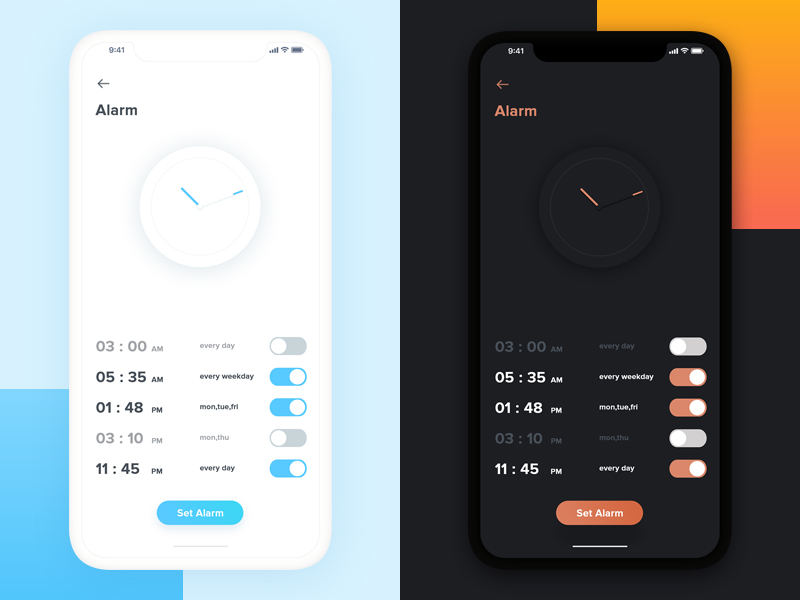 9:41
Alarm
03 : 00 AM every day
05 : 35 AM every weekday
01 : 48 PM mon,tue,fri
03 : 10 PM mon,thu
11 : 45 PM every day
Set Alarm
9:41
Alarm
03 : 00 AM every day
05 : 35 AM every weekday
01 : 48 PM mon,tue,fri
03 : 10 PM mon,thu
11 : 45 PM every day
Set Alarm